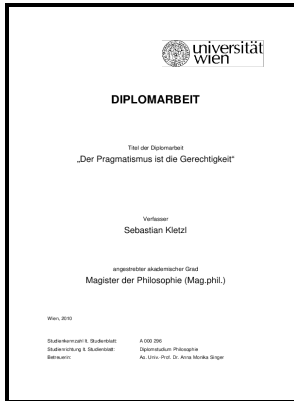 universität
wien
DIPLOMARBEIT
Titel der Diplomarbeit
„Der Pragmatismus ist die Gerechtigkeit“
Verfasser
Sebastian Kletzl
angestrebter akademischer Grad
Magister der Philosophie (Mag.phil.)
Wien, 2010
Studienkennzahl lt. Studienblatt: A 000 296
Studienrichtung lt. Studienblatt: Diplomstudium Philosophie
Betreuerin: Ao. Univ. Prof. Dr. Anna Monika Singer